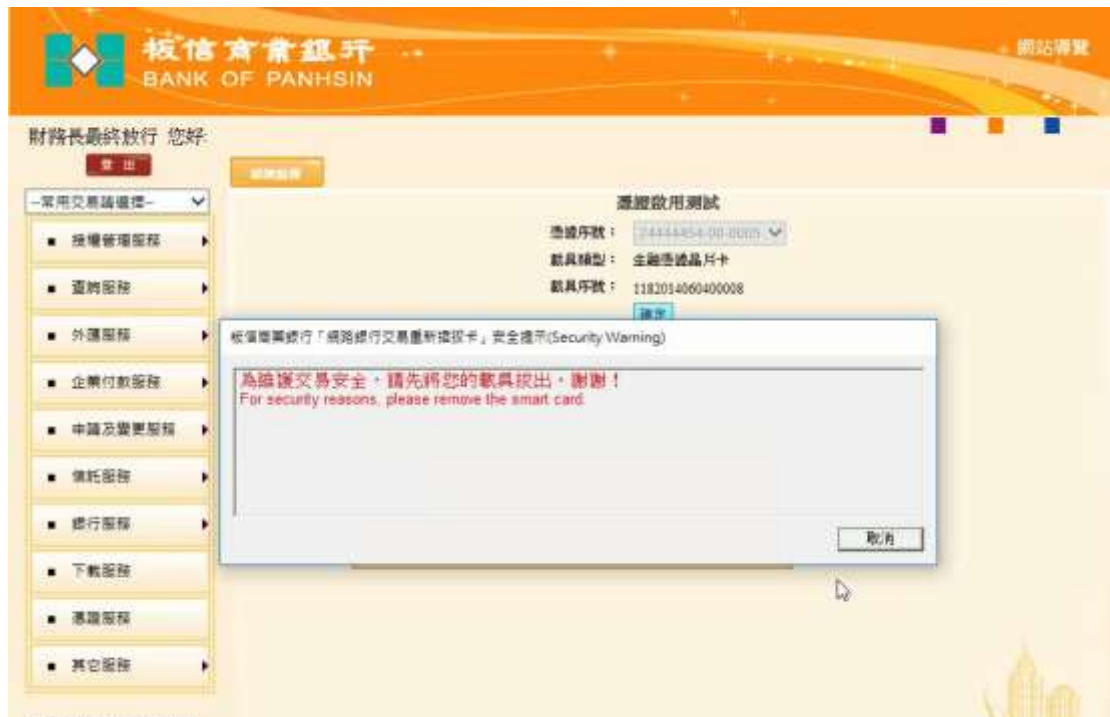 板信商業銀行
BANK OF PANHSIN
網站導覽
財務長最終放行 您好
登 出
--常用交易請選擇--
憑證啟用測試
憑證序號：
24444454-00-0005
授權管理服務
載具類型：
金融憑證晶片卡
查詢服務
載具序號：
1182014060400008
確定
外匯服務
板信商業銀行「網路銀行交易重新插拔卡」安全提示(Security Warning)
企業付款服務
為維護交易安全，請先將您的載具拔出，謝謝！
For security reasons, please remove the smart card.
申請及變更服務
信託服務
銀行服務
取消
下載服務
憑證服務
其它服務